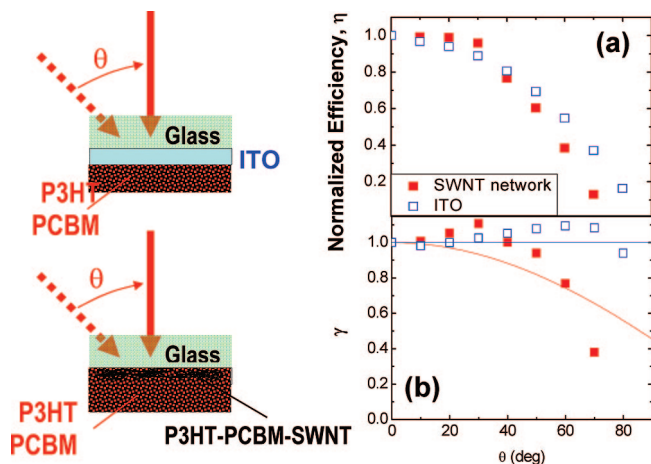 θ
Glass
ITO
P3HT
PCBM
θ
Glass
P3HT
PCBM
P3HT-PCBM-SWNT
Normalized Efficiency, η
1.0
0.8
0.6
0.4
0.2
(a)
SWNT network
ITO
γ
1.0
0.8
0.6
0.4
0.2
0.0
(b)
0 20 40 60 80
θ (deg)